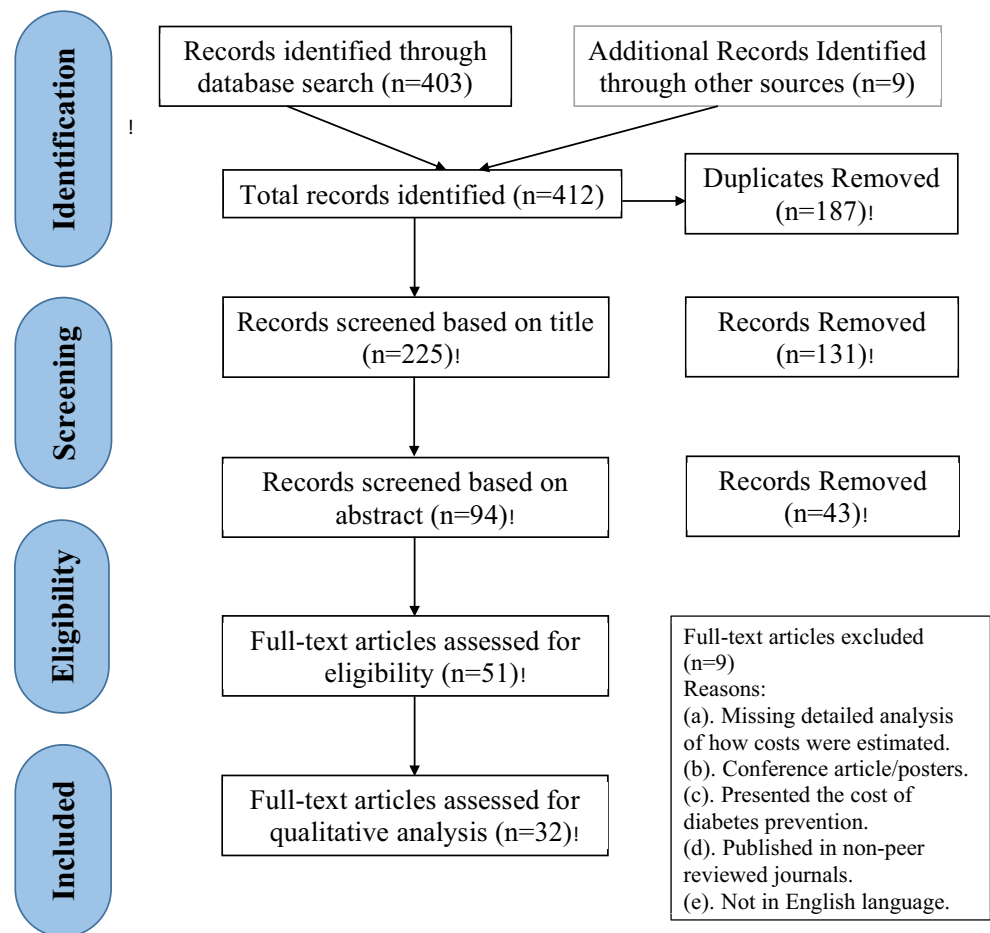 Identification
Records identified through
database search (n=403)
Additional Records Identified
through other sources (n=9)
!
Total records identified (n=412)
Duplicates Removed
(n=187)!
Screening
Records screened based on title
(n=225)!
Records Removed
(n=131)!
Records screened based on
abstract (n=94)!
Records Removed
(n=43)!
Eligibility
Full-text articles assessed for
eligibility (n=51)!
Full-text articles excluded
(n=9)
Reasons:
(a). Missing detailed analysis
of how costs were estimated.
(b). Conference article/posters.
(c). Presented the cost of
diabetes prevention.
(d). Published in non-peer
reviewed journals.
(e). Not in English language.
Included
Full-text articles assessed for
qualitative analysis (n=32)!